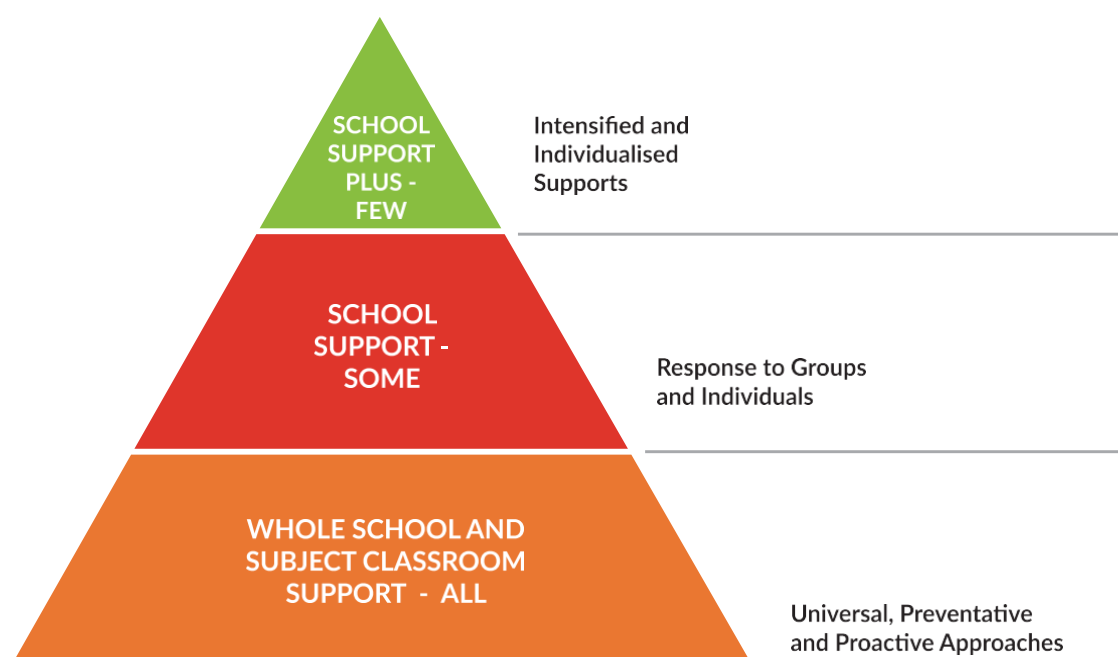 SCHOOL
SUPPORT
PLUS -
FEW
Intensified and
Individualised
Supports
SCHOOL
SUPPORT -
SOME
Response to Groups
and Individuals
WHOLE SCHOOL AND
SUBJECT CLASSROOM
SUPPORT - ALL
Universal, Preventative
and Proactive Approaches